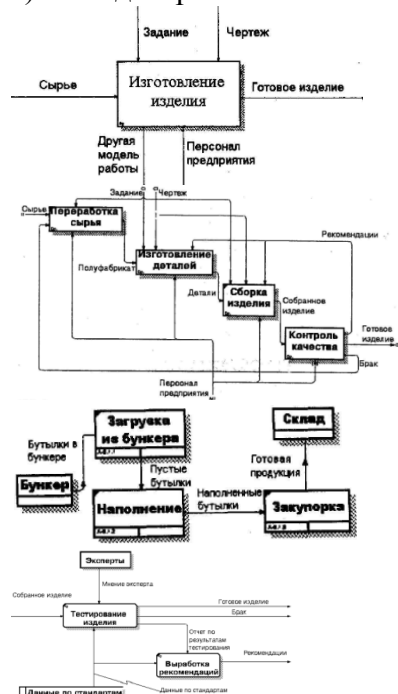 Задание
Чертеж
Сырье
Изготовление
изделия
Готовое изделие
Другая
модель
работы
Персонал
предприятия
Задание
Чертеж
Сырье
Переработка
сырья
Рекомендации
Полуфабрикат
Изготовление
деталей
Детали
Сборка
изделия
Собранное
изделие
Контроль
качества
Готовое
изделие
Брак
Персонал
предприятия
Загрузка
из бункера
Склад
Бутылки в
бункере
Пустые
бутылки
Готовая
продукция
Бункер
Наполнение
Наполненные
бутылки
Закупорка
Эксперты
Мнение эксперта
Собранное изделие
Тестирование
изделия
Готовое изделие
Брак
Отчет по
результатам
тестирования
Выработка
рекомендаций
Рекомендации
Данные по стандартам
Данные по стандартам